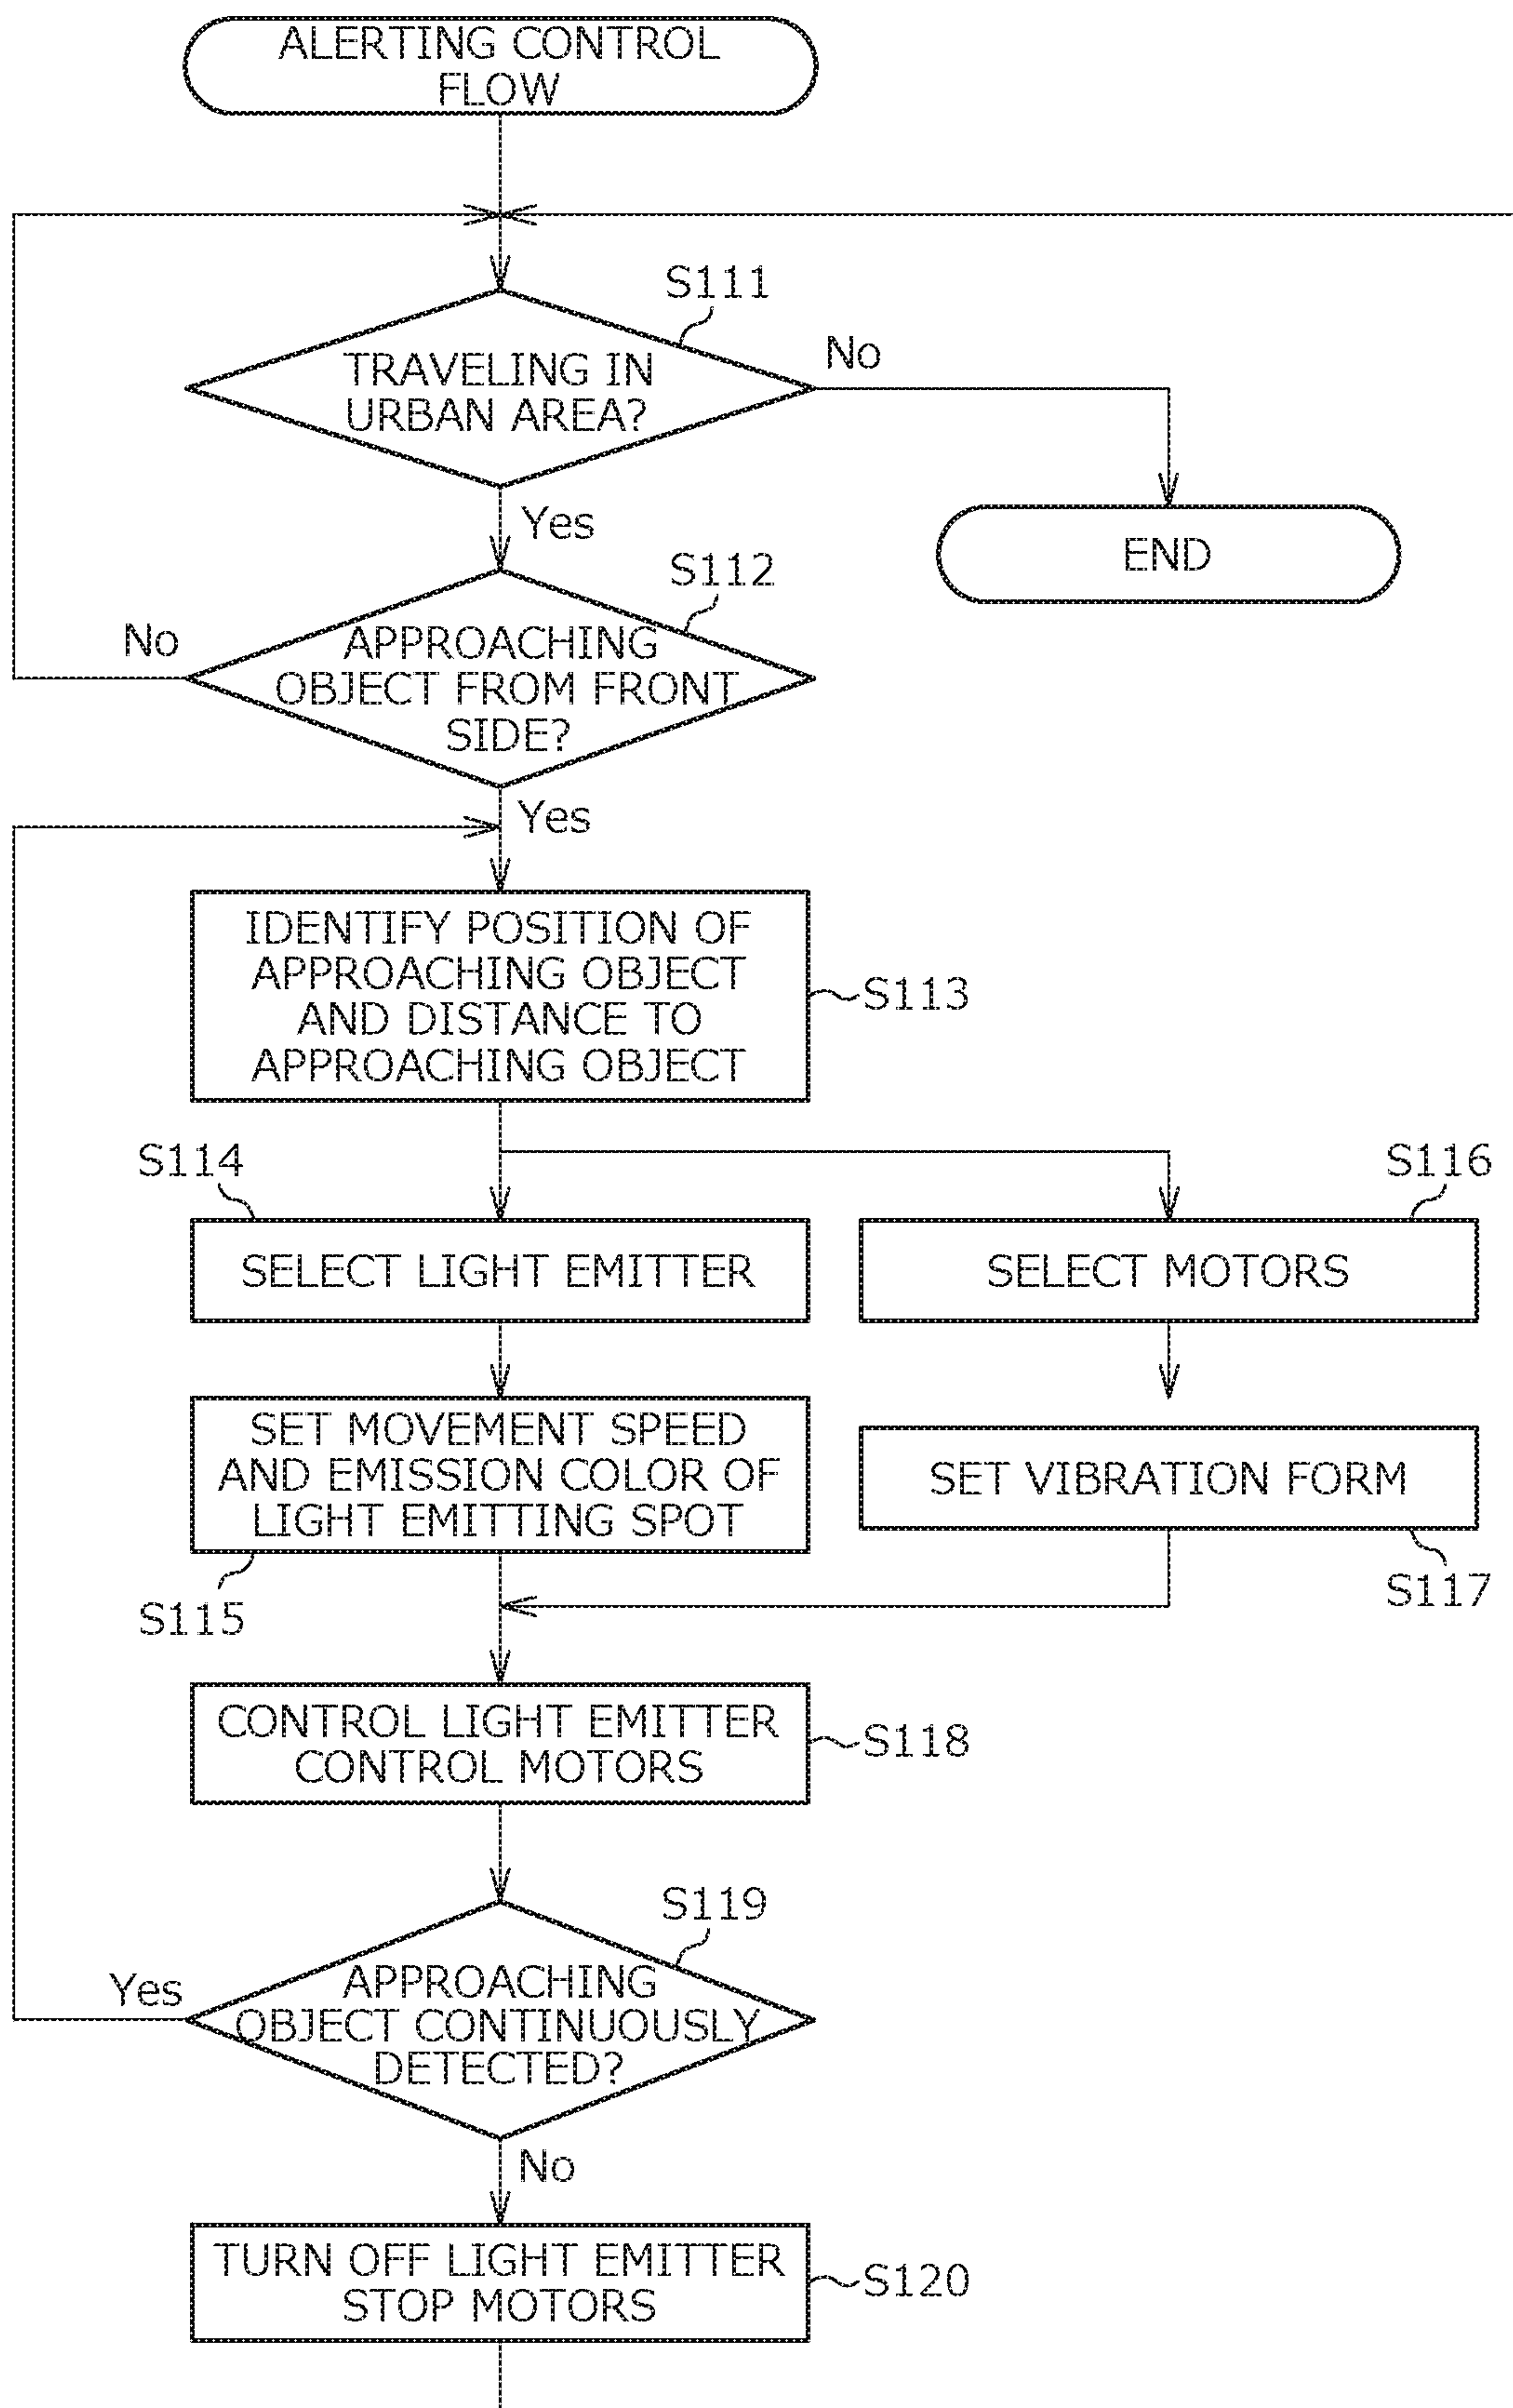 ALERTING CONTROL
FLOW
S111
TRAVELING IN
URBAN AREA?
No
Yes
END
S112
APPROACHING
OBJECT FROM FRONT
SIDE?
No
Yes
IDENTIFY POSITION OF
APPROACHING OBJECT
AND DISTANCE TO
APPROACHING OBJECT
S113
S114
SELECT LIGHT EMITTER
S116
SELECT MOTORS
SET MOVEMENT SPEED
AND EMISSION COLOR OF
LIGHT EMITTING SPOT
S115
SET VIBRATION FORM
S117
CONTROL LIGHT EMITTER
CONTROL MOTORS
S118
S119
APPROACHING
OBJECT CONTINUOUSLY
DETECTED?
Yes
No
TURN OFF LIGHT EMITTER
STOP MOTORS
S120